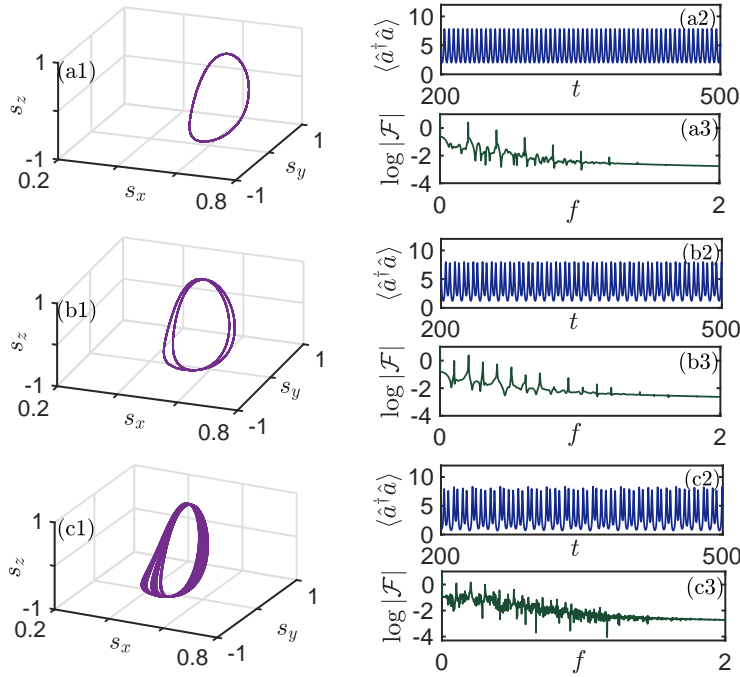 (a1)
1
s_z
-1
0.2
s_x
0.8
-1
s_y
1
(a2)
⟨â†â⟩
10
5
0
200
t
500
(a3)
log |ℱ|
0
-2
-4
0
f
2
(b1)
1
s_z
-1
0.2
s_x
0.8
-1
s_y
1
(b2)
⟨â†â⟩
10
5
0
200
t
500
(b3)
log |ℱ|
0
-2
-4
0
f
2
(c1)
1
s_z
-1
0.2
s_x
0.8
-1
s_y
1
(c2)
⟨â†â⟩
10
5
0
200
t
500
(c3)
log |ℱ|
0
-2
-4
0
f
2